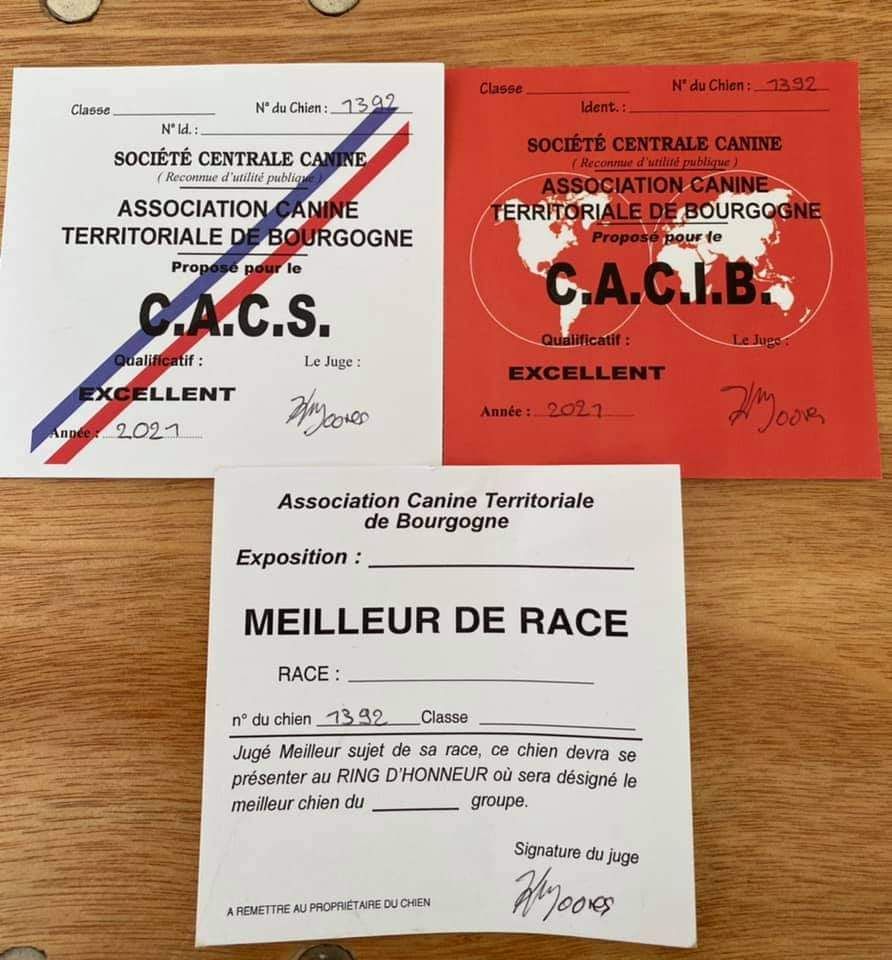 Classe
N° du Chien : 1392
N° Id. :
SOCIÉTÉ CENTRALE CANINE
( Reconnue d'utilité publique )
ASSOCIATION CANINE
TERRITORIALE DE BOURGOGNE
Proposé pour le
C.A.C.S.
Qualificatif :
Le Juge :
EXCELLENT
Année : 2021
Classe
N° du Chien : 1392
Ident. :
SOCIÉTÉ CENTRALE CANINE
( Reconnue d'utilité publique )
ASSOCIATION CANINE
TERRITORIALE DE BOURGOGNE
Proposé pour le
C.A.C.I.B.
Qualificatif :
Le Juge :
EXCELLENT
Année : 2021
Association Canine Territoriale
de Bourgogne
Exposition :
MEILLEUR DE RACE
RACE :
n° du chien 1392 Classe
Jugé Meilleur sujet de sa race, ce chien devra se
présenter au RING D'HONNEUR où sera désigné le
meilleur chien du groupe.
Signature du juge
A REMETTRE AU PROPRIÉTAIRE DU CHIEN